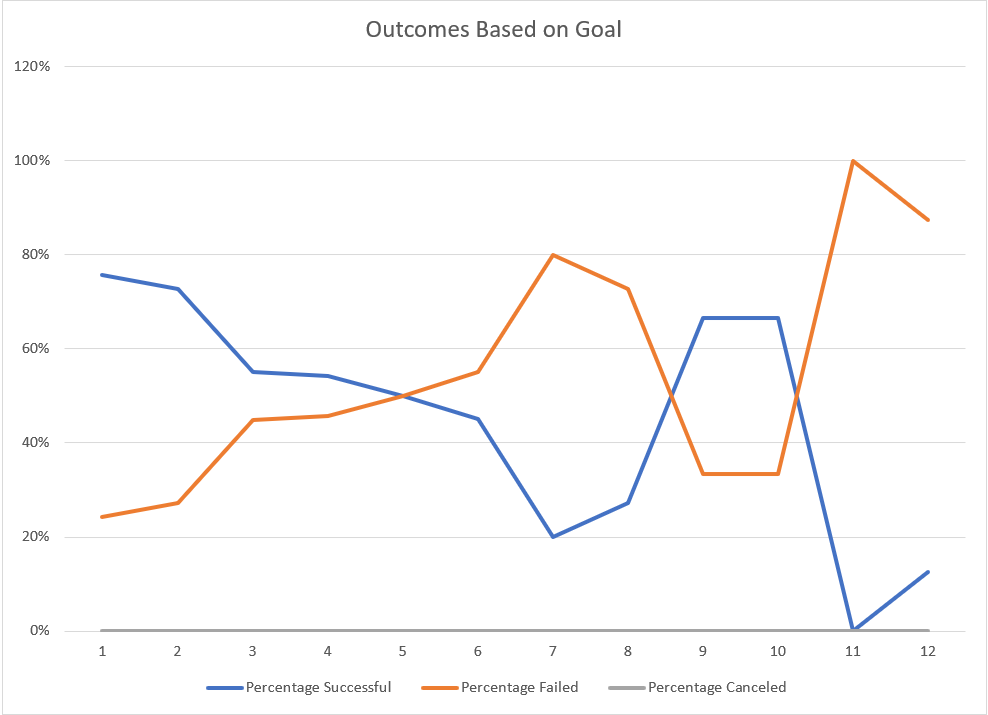 Outcomes Based on Goal
120%
100%
80%
60%
40%
20%
0%
1 2 3 4 5 6 7 8 9 10 11 12
Percentage Successful Percentage Failed Percentage Canceled